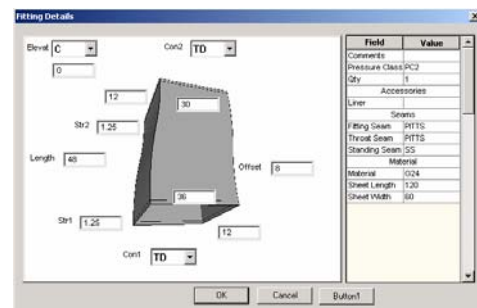 Fitting Details
Elevat C
0
Con2 TD
12
30
Str2 1.25
Length 48
Offset 8
36
Str1 1.25
12
Con1 TD
Field Value
Comments
Pressure Class PC2
Qty 1
Accessories
Liner
Seams
Fitting Seam PITTS
Throat Seam PITTS
Standing Seam SS
Material
Material G24
Sheet Length 120
Sheet Width 60
OK Cancel Button1